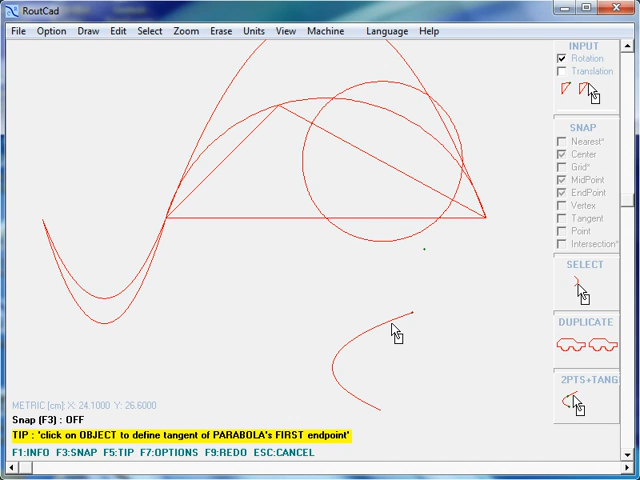 RoutCad
File Option Draw Edit Select Zoom Erase Units View Machine Language Help
INPUT
Rotation
Translation
SNAP
Nearest*
Center
Grid*
MidPoint
EndPoint
Vertex
Tangent
Point
Intersection*
SELECT
DUPLICATE
2PTS+TANG
METRIC [cm]: X: 24.1000 Y: 26.6000
Snap (F3) : OFF
TIP : 'click on OBJECT to define tangent of PARABOLA's FIRST endpoint'
F1:INFO F3:SNAP F5:TIP F7:OPTIONS F9:REDO ESC:CANCEL